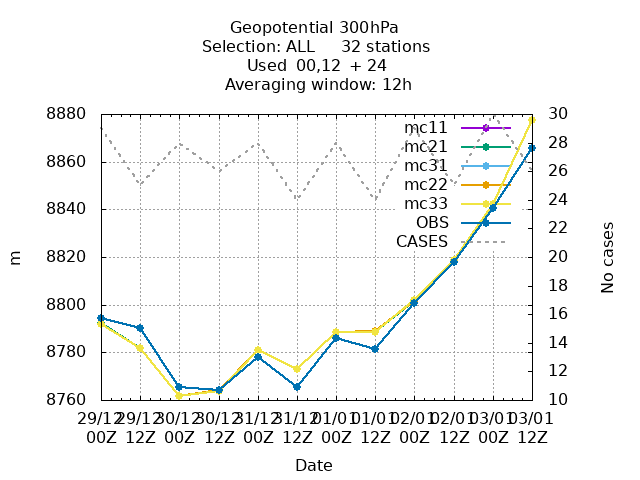 Geopotential 300hPa
Selection: ALL 32 stations
Used 00,12 + 24
Averaging window: 12h
8880
8860
8840
8820
8800
8780
8760
m
30
28
26
24
22
20
18
16
14
12
10
No cases
mc11
mc21
mc31
mc22
mc33
OBS
CASES
29/12 29/12 30/12 30/12 31/12 31/12 01/01 01/01 02/01 02/01 03/01 03/01
00Z 12Z 00Z 12Z 00Z 12Z 00Z 12Z 00Z 12Z 00Z 12Z
Date